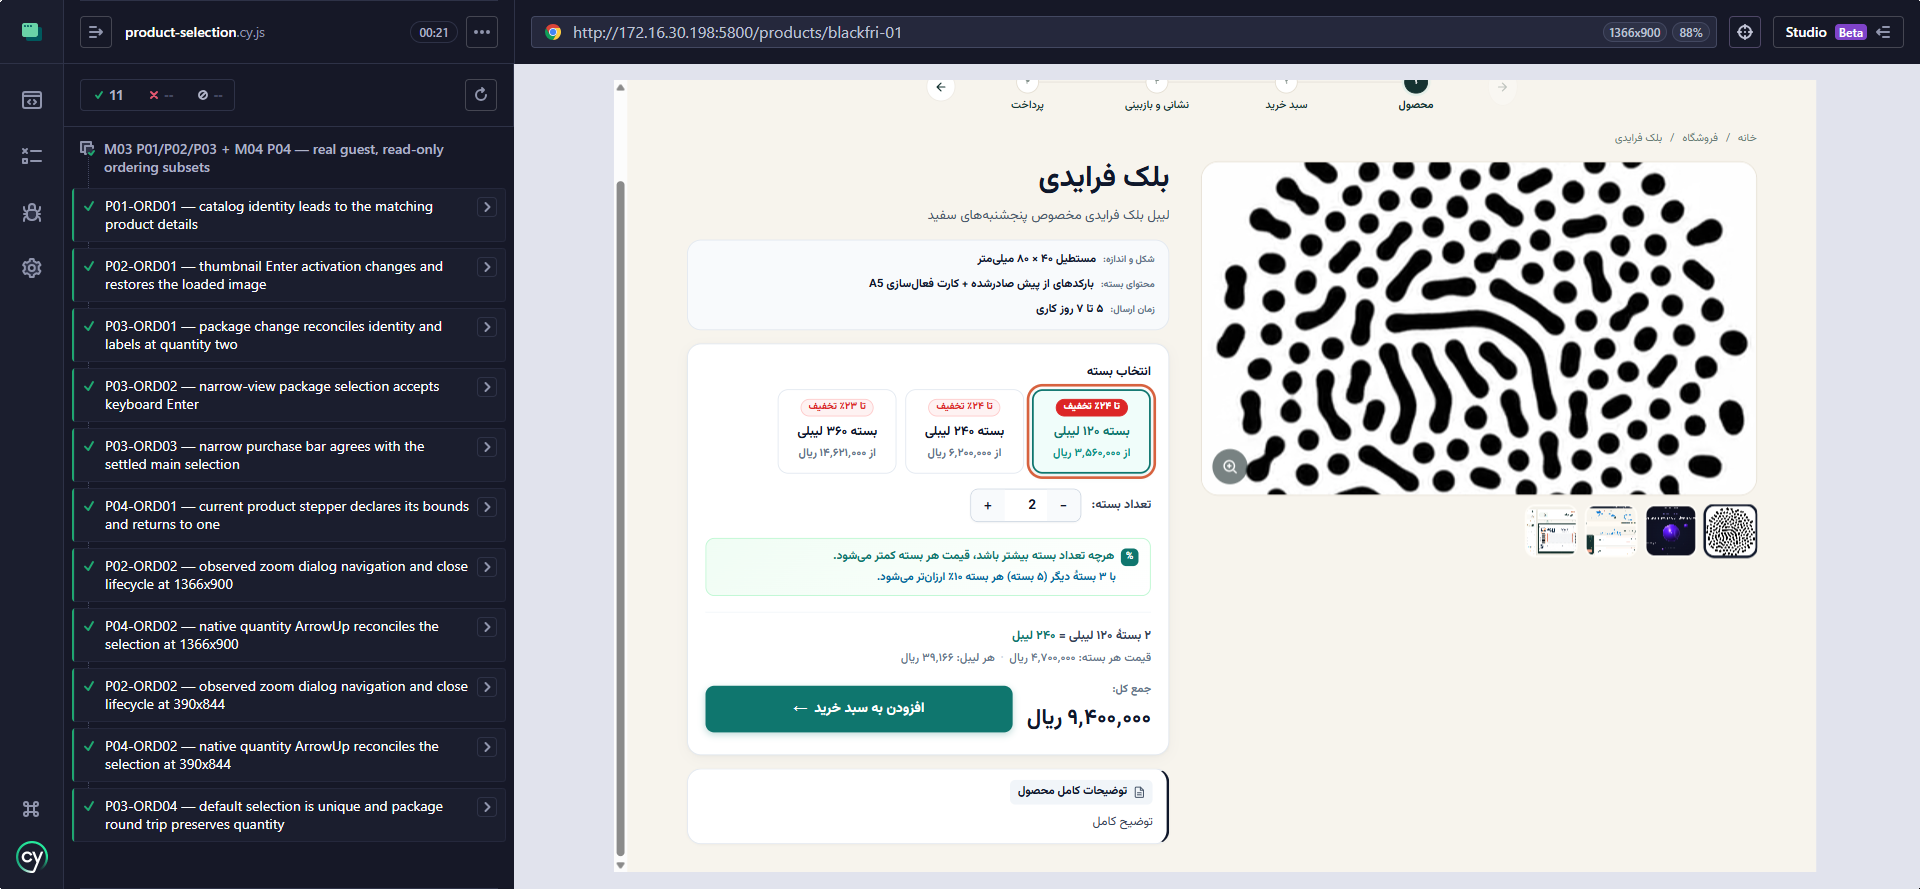 product-selection.cy.js
00:21
11
--
--
M03 P01/P02/P03 + M04 P04 — real guest, read-only
ordering subsets
P01-ORD01 — catalog identity leads to the matching
product details
P02-ORD01 — thumbnail Enter activation changes and
restores the loaded image
P03-ORD01 — package change reconciles identity and
labels at quantity two
P03-ORD02 — narrow-view package selection accepts
keyboard Enter
P03-ORD03 — narrow purchase bar agrees with the
settled main selection
P04-ORD01 — current product stepper declares its bounds
and returns to one
P02-ORD02 — observed zoom dialog navigation and close
lifecycle at 1366x900
P04-ORD02 — native quantity ArrowUp reconciles the
selection at 1366x900
P02-ORD02 — observed zoom dialog navigation and close
lifecycle at 390x844
P04-ORD02 — native quantity ArrowUp reconciles the
selection at 390x844
P03-ORD04 — default selection is unique and package
round trip preserves quantity
cy
http://172.16.30.198:5800/products/blackfri-01
1366x900
88%
Studio Beta
محصول
سبد خرید
نشانی و بازبینی
پرداخت
خانه / فروشگاه / بلک فرایدی
بلک فرایدی
لیبل بلک فرایدی مخصوص پنجشنبه‌های سفید
شکل و اندازه: مستطیل ۴۰ × ۸۰ میلی‌متر
محتوای بسته: بارکدهای از پیش صادرشده + کارت فعال‌سازی A5
زمان ارسال: ۵ تا ۷ روز کاری
انتخاب بسته
تا ۲۴٪ تخفیف
بسته ۱۲۰ لیبلی
از ۳,۵۶۰,۰۰۰ ریال
تا ۲۴٪ تخفیف
بسته ۲۴۰ لیبلی
از ۶,۲۰۰,۰۰۰ ریال
تا ۲۳٪ تخفیف
بسته ۳۶۰ لیبلی
از ۱۴,۶۲۱,۰۰۰ ریال
تعداد بسته: - 2 +
% هرچه تعداد بسته بیشتر باشد، قیمت هر بسته کمتر می‌شود.
با ۳ بستهٔ دیگر (۵ بسته) هر بسته ۱۰٪ ارزان‌تر می‌شود.
۲ بستهٔ ۱۲۰ لیبلی = ۲۴۰ لیبل
قیمت هر بسته: ۴,۷۰۰,۰۰۰ ریال · هر لیبل: ۳۹,۱۶۶ ریال
جمع کل:
۹,۴۰۰,۰۰۰ ریال
افزودن به سبد خرید ←
توضیحات کامل محصول
توضیح کامل